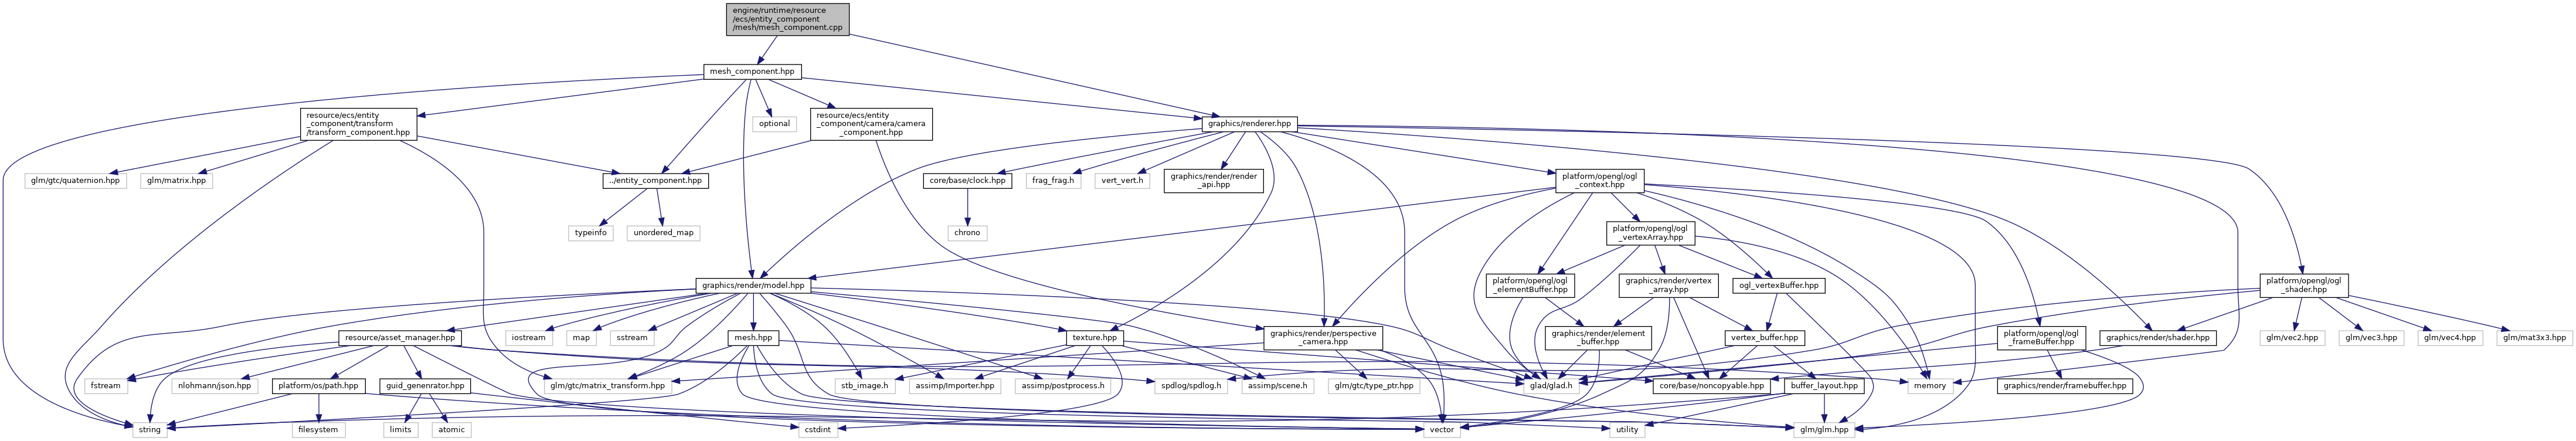 engine/runtime/resource
/ecs/entity_component
/mesh/mesh_component.cpp
mesh_component.hpp
resource/ecs/entity
_component/transform
/transform_component.hpp
optional
resource/ecs/entity
_component/camera/camera
_component.hpp
graphics/renderer.hpp
glm/gtc/quaternion.hpp
glm/matrix.hpp
../entity_component.hpp
core/base/clock.hpp
frag_frag.h
vert_vert.h
graphics/render/render
_api.hpp
platform/opengl/ogl
_context.hpp
typeinfo
unordered_map
chrono
platform/opengl/ogl
_vertexArray.hpp
graphics/render/model.hpp
platform/opengl/ogl
_elementBuffer.hpp
graphics/render/vertex
_array.hpp
ogl_vertexBuffer.hpp
platform/opengl/ogl
_shader.hpp
resource/asset_manager.hpp
iostream
map
sstream
mesh.hpp
texture.hpp
graphics/render/perspective
_camera.hpp
graphics/render/element
_buffer.hpp
vertex_buffer.hpp
platform/opengl/ogl
_frameBuffer.hpp
graphics/render/shader.hpp
glm/vec2.hpp
glm/vec3.hpp
glm/vec4.hpp
glm/mat3x3.hpp
fstream
nlohmann/json.hpp
platform/os/path.hpp
guid_genenrator.hpp
glm/gtc/matrix_transform.hpp
stb_image.h
assimp/Importer.hpp
assimp/postprocess.h
spdlog/spdlog.h
assimp/scene.h
glm/gtc/type_ptr.hpp
glad/glad.h
core/base/noncopyable.hpp
buffer_layout.hpp
memory
graphics/render/framebuffer.hpp
string
filesystem
limits
atomic
cstdint
vector
utility
glm/glm.hpp